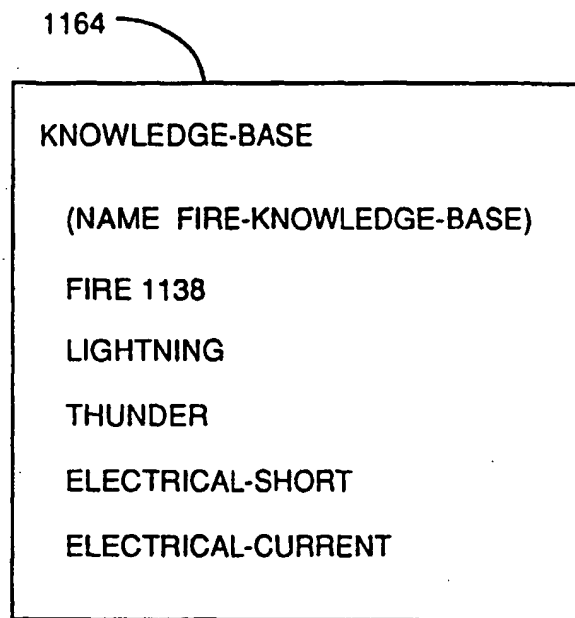 1164
KNOWLEDGE-BASE
(NAME FIRE-KNOWLEDGE-BASE)
FIRE 1138
LIGHTNING
THUNDER
ELECTRICAL-SHORT
ELECTRICAL-CURRENT